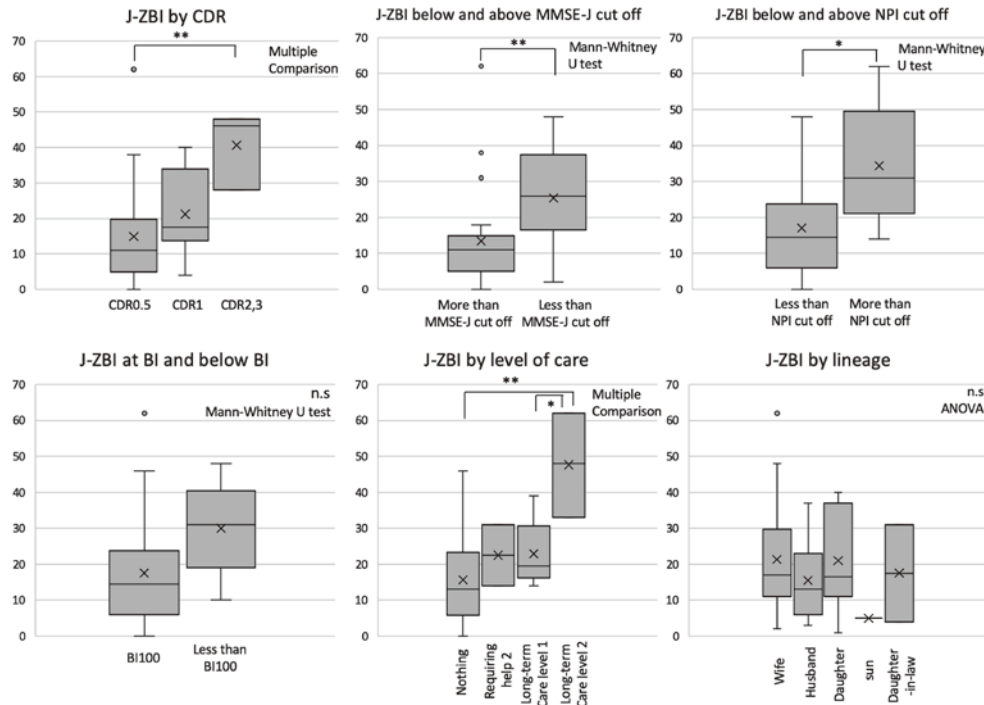 J-ZBI by CDR
**
Multiple
Comparison
70
60
50
40
30
20
10
0
CDR0.5
CDR1
CDR2,3
J-ZBI below and above MMSE-J cut off
**
Mann-Whitney
U test
70
60
50
40
30
20
10
0
More than
MMSE-J cut off
Less than
MMSE-J cut off
J-ZBI below and above NPI cut off
*
Mann-Whitney
U test
70
60
50
40
30
20
10
0
Less than
NPI cut off
More than
NPI cut off
J-ZBI at BI and below BI
n.s
Mann-Whitney U test
70
60
50
40
30
20
10
0
BI100
Less than
BI100
J-ZBI by level of care
**
*
Multiple
Comparison
70
60
50
40
30
20
10
0
Nothing
Requiring
help 2
Long-term
Care level 1
Long-term
Care level 2
J-ZBI by lineage
n.s
ANOVA
70
60
50
40
30
20
10
0
Wife
Husband
Daughter
sun
Daughter
-in-law